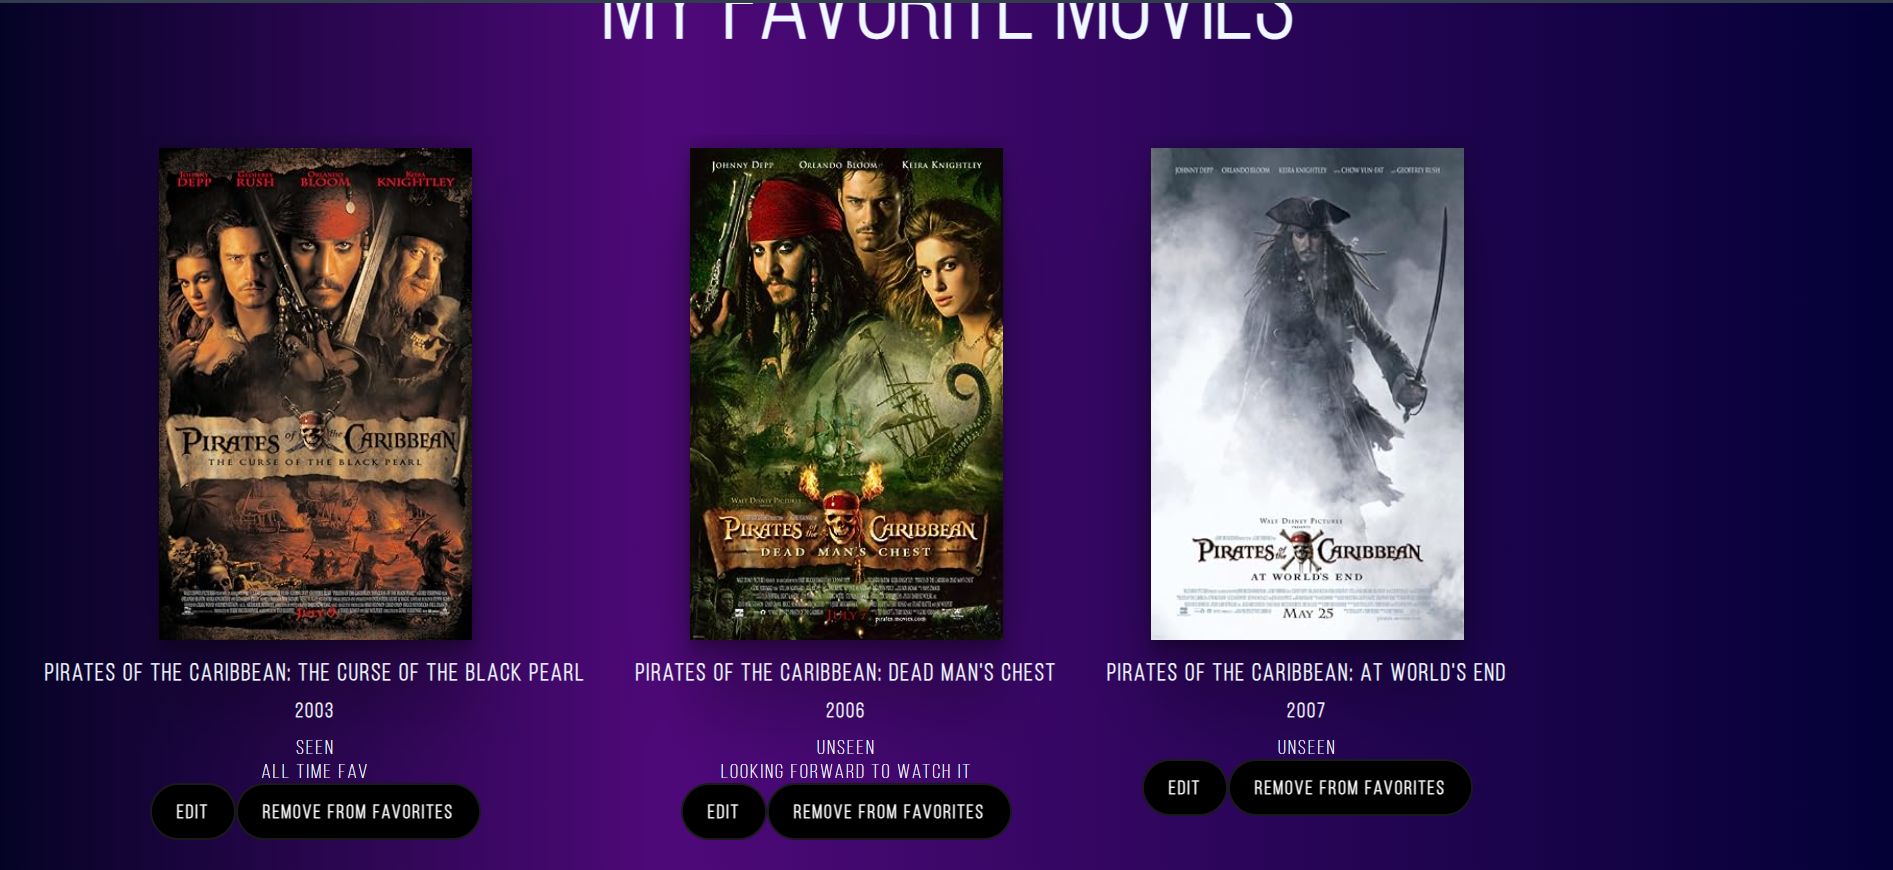 MY FAVORITE MOVIES
JOHNNY DEPP GEOFFREY RUSH ORLANDO BLOOM KEIRA KNIGHTLEY
PIRATES of the CARIBBEAN
THE CURSE OF THE BLACK PEARL
JULY 9
PIRATES OF THE CARIBBEAN: THE CURSE OF THE BLACK PEARL
2003
SEEN
ALL TIME FAV
EDIT
REMOVE FROM FAVORITES
JOHNNY DEPP ORLANDO BLOOM KEIRA KNIGHTLEY
WALT DISNEY PICTURES
PIRATES of the CARIBBEAN
DEAD MAN'S CHEST
JULY 7
pirates.movies.com
PIRATES OF THE CARIBBEAN: DEAD MAN'S CHEST
2006
UNSEEN
LOOKING FORWARD TO WATCH IT
EDIT
REMOVE FROM FAVORITES
JOHNNY DEPP ORLANDO BLOOM KEIRA KNIGHTLEY CHOW YUN-FAT GEOFFREY RUSH
WALT DISNEY PICTURES
PRESENTS
PIRATES of the CARIBBEAN
AT WORLD'S END
MAY 25
PIRATES OF THE CARIBBEAN: AT WORLD'S END
2007
UNSEEN
EDIT
REMOVE FROM FAVORITES